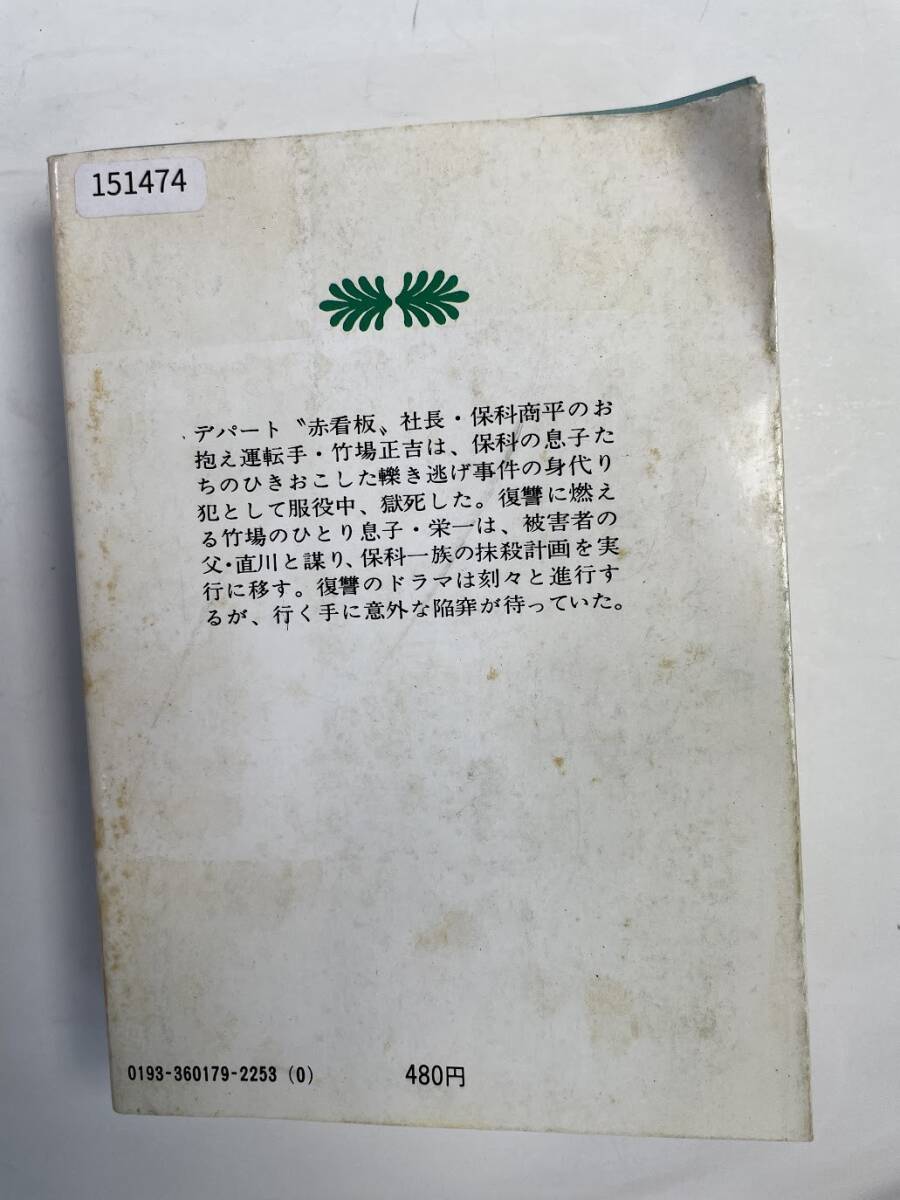 151474
デパート〝赤看板〟社長・保科商平のお
抱え運転手・竹場正吉は、保科の息子た
ちのひきおこした轢き逃げ事件の身代り
犯として服役中、獄死した。復讐に燃え
る竹場のひとり息子・栄一は、被害者の
父・直川と謀り、保科一族の抹殺計画を実
行に移す。復讐のドラマは刻々と進行す
るが、行く手に意外な陥穽が待っていた。
0193-360179-2253 (0)
480円